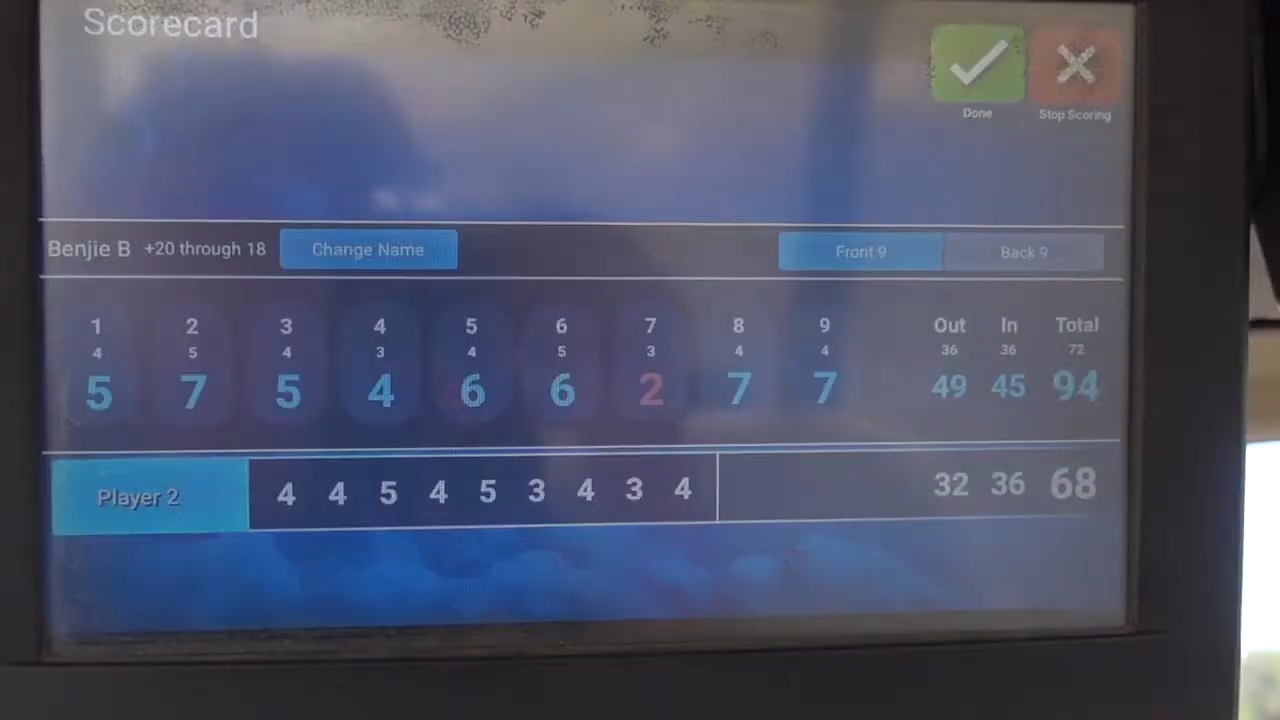 Scorecard
Done Stop Scoring
Benjie B +20 through 18 Change Name Front 9 Back 9
1 2 3 4 5 6 7 8 9 Out In Total
4 5 4 3 4 5 3 4 4 36 36 72
5 7 5 4 6 6 2 7 7 49 45 94
Player 2 4 4 5 4 5 3 4 3 4 32 36 68